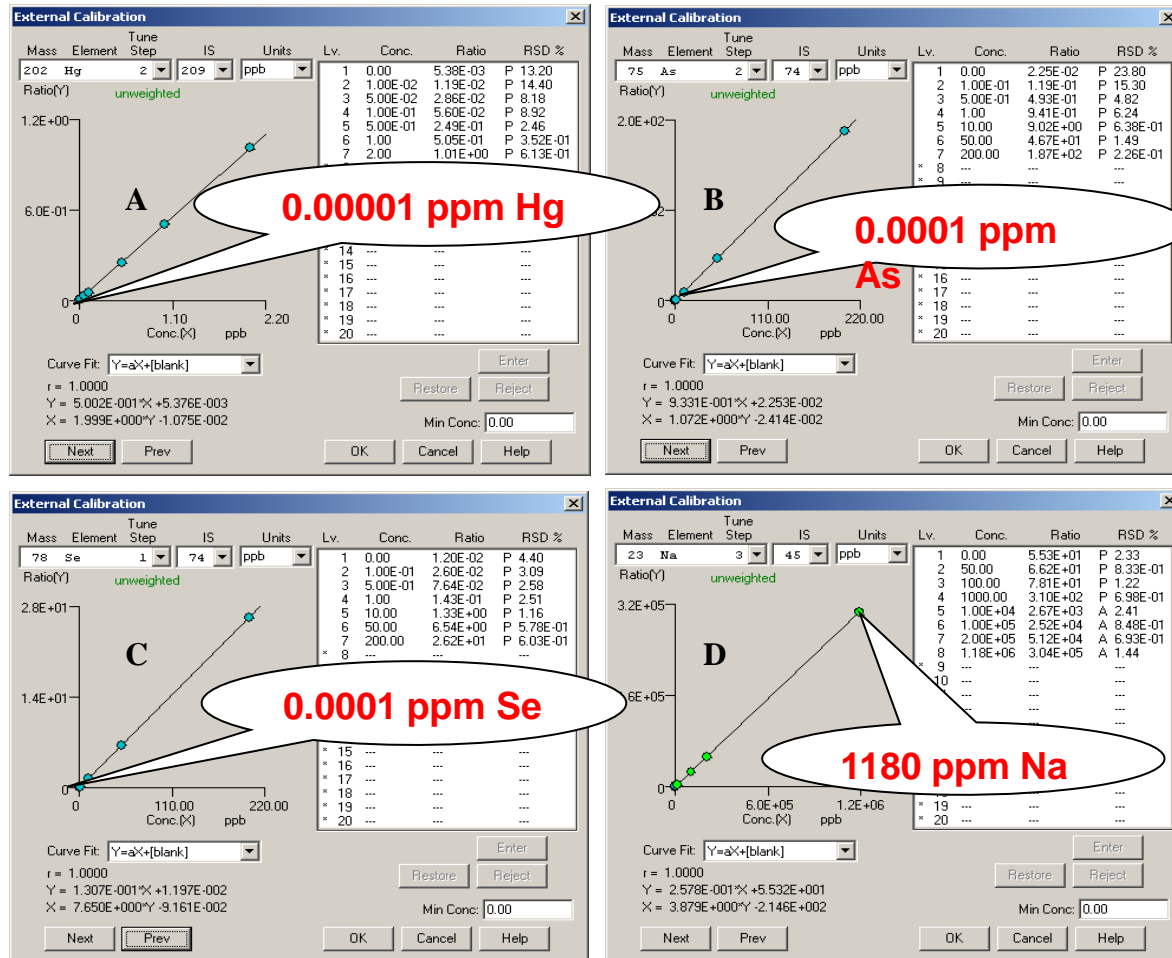 External Calibration
Tune
Mass Element Step IS Units Lv. Conc. Ratio RSD %
202 Hg 2 209 ppb
Ratio(Y) unweighted
1 0.00 5.38E-03 P 13.20
2 1.00E-02 1.19E-02 P 14.40
3 5.00E-02 2.86E-02 P 8.18
4 1.00E-01 5.60E-02 P 8.92
5 5.00E-01 2.49E-01 P 2.46
6 1.00 5.05E-01 P 3.52E-01
7 2.00 1.01E+00 P 6.13E-01
1.2E+00
A
0.00001 ppm Hg
6.0E-01
* 14 --- --- ---
* 15 --- --- ---
* 16 --- --- ---
* 17 --- --- ---
* 18 --- --- ---
* 19 --- --- ---
* 20 --- --- ---
0
0 1.10 2.20
Conc.(X) ppb
Curve Fit: Y=aX+[blank] Enter
r = 1.0000 Restore Reject
Y = 5.002E-001*X +5.376E-003
X = 1.999E+000*Y -1.075E-002 Min Conc: 0.00
Next Prev OK Cancel Help
External Calibration
Tune
Mass Element Step IS Units Lv. Conc. Ratio RSD %
75 As 2 74 ppb
Ratio(Y) unweighted
1 0.00 2.25E-02 P 23.80
2 1.00E-01 1.19E-01 P 15.30
3 5.00E-01 4.93E-01 P 4.82
4 1.00 9.41E-01 P 6.24
5 10.00 9.02E+00 P 6.38E-01
6 50.00 4.67E+01 P 1.49
7 200.00 1.87E+02 P 2.26E-01
* 8 --- --- ---
* 9 --- --- ---
2.0E+02
B
0.0001 ppm
As
* 16 --- --- ---
* 17 --- --- ---
* 18 --- --- ---
* 19 --- --- ---
* 20 --- --- ---
0
0 110.00 220.00
Conc.(X) ppb
Curve Fit: Y=aX+[blank] Enter
r = 1.0000 Restore Reject
Y = 9.331E-001*X +2.253E-002
X = 1.072E+000*Y -2.414E-002 Min Conc: 0.00
Next Prev OK Cancel Help
External Calibration
Tune
Mass Element Step IS Units Lv. Conc. Ratio RSD %
78 Se 1 74 ppb
Ratio(Y) unweighted
1 0.00 1.20E-02 P 4.40
2 1.00E-01 2.60E-02 P 3.09
3 5.00E-01 7.64E-02 P 2.58
4 1.00 1.43E-01 P 2.51
5 10.00 1.33E+00 P 1.16
6 50.00 6.54E+00 P 5.78E-01
7 200.00 2.62E+01 P 6.03E-01
* 8 --- --- ---
2.8E+01
C
1.4E+01
0.0001 ppm Se
* 15 --- --- ---
* 16 --- --- ---
* 17 --- --- ---
* 18 --- --- ---
* 19 --- --- ---
* 20 --- --- ---
0
0 110.00 220.00
Conc.(X) ppb
Curve Fit: Y=aX+[blank] Enter
r = 1.0000 Restore Reject
Y = 1.307E-001*X +1.197E-002
X = 7.650E+000*Y -9.161E-002 Min Conc: 0.00
Next Prev OK Cancel Help
External Calibration
Tune
Mass Element Step IS Units Lv. Conc. Ratio RSD %
23 Na 3 45 ppb
Ratio(Y) unweighted
1 0.00 5.53E+01 P 2.33
2 50.00 6.62E+01 P 8.33E-01
3 100.00 7.81E+01 P 1.22
4 1000.00 3.10E+02 P 6.98E-01
5 1.00E+04 2.67E+03 A 2.41
6 1.00E+05 2.52E+04 A 8.48E-01
7 2.00E+05 5.12E+04 A 6.93E-01
8 1.18E+06 3.04E+05 A 1.44
* 9 --- --- ---
10 --- --- ---
3.2E+05
D
6E+05
1180 ppm Na
* 19 --- --- ---
* 20 --- --- ---
0
0 6.0E+05 1.2E+06
Conc.(X) ppb
Curve Fit: Y=aX+[blank] Enter
r = 1.0000 Restore Reject
Y = 2.578E-001*X +5.532E+001
X = 3.879E+000*Y -2.146E+002 Min Conc: 0.00
Next Prev OK Cancel Help